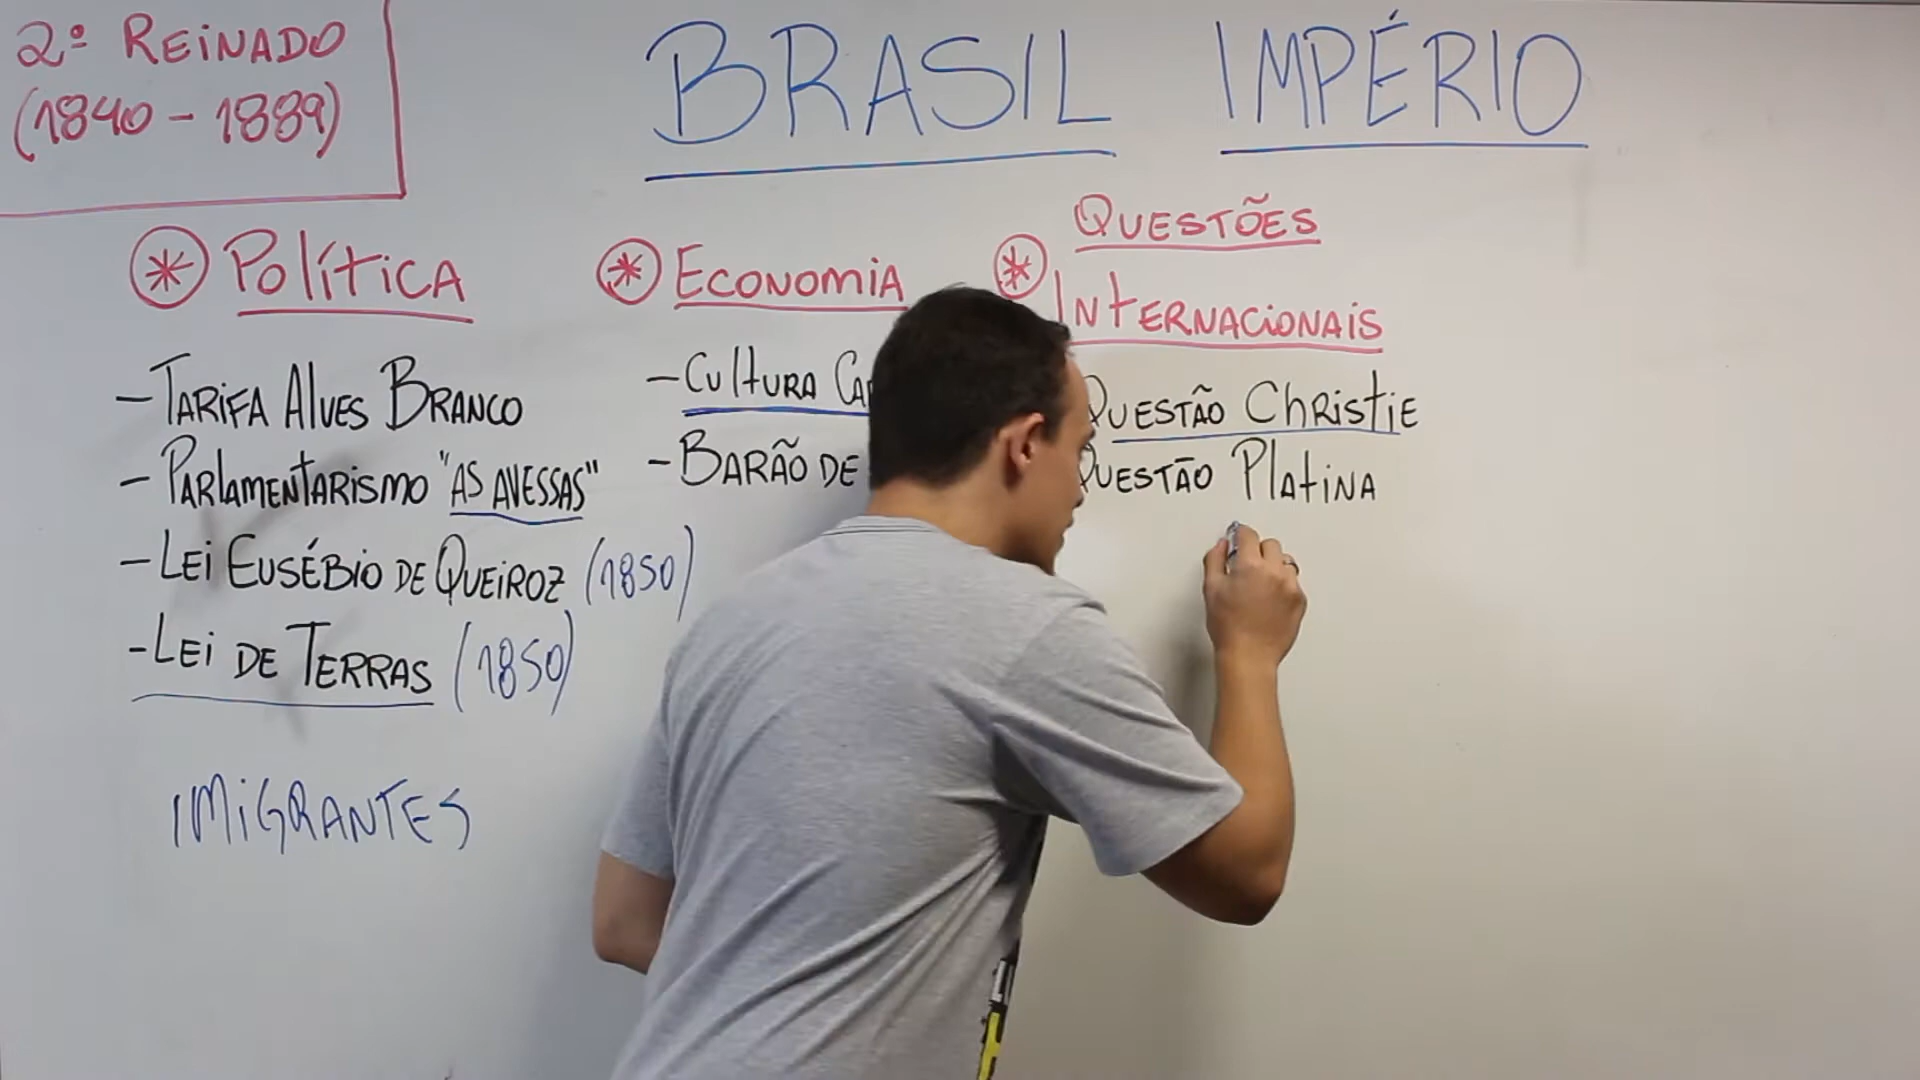 2º REINADO
(1840 - 1889)
BRASIL IMPÉRIO
* POLÍTICA
- TARIFA ALVES BRANCO
- PARLAMENTARISMO "AS AVESSAS"
- LEI EUSÉBIO DE QUEIROZ (1850)
- LEI DE TERRAS (1850)
IMIGRANTES
* ECONOMIA
- CULTURA
- BARÃO DE
* QUESTÕES
INTERNACIONAIS
QUESTÃO CHRISTIE
QUESTÃO PLATINA